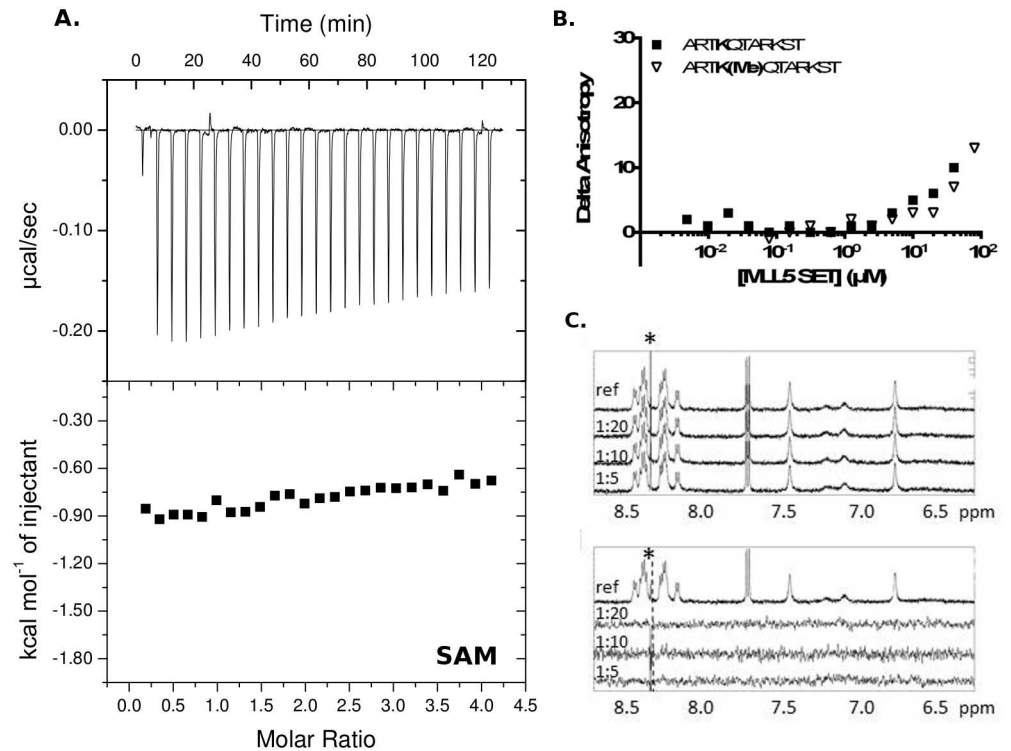 A.
Time (min)
0 20 40 60 80 100 120
0.00
-0.10
-0.20
µcal/sec
-0.30
-0.60
-0.90
-1.20
-1.50
-1.80
kcal mol-1 of injectant
SAM
0.0 0.5 1.0 1.5 2.0 2.5 3.0 3.5 4.0 4.5
Molar Ratio
B.
30
20
10
0
Delta Anisotropy
ARTKQTARKST
ARTK(Me)QTARKST
10-2 10-1 100 101 102
[MLL5 SET] (µM)
C.
*
ref
1:20
1:10
1:5
8.5 8.0 7.5 7.0 6.5 ppm
*
ref
1:20
1:10
1:5
8.5 8.0 7.5 7.0 6.5 ppm